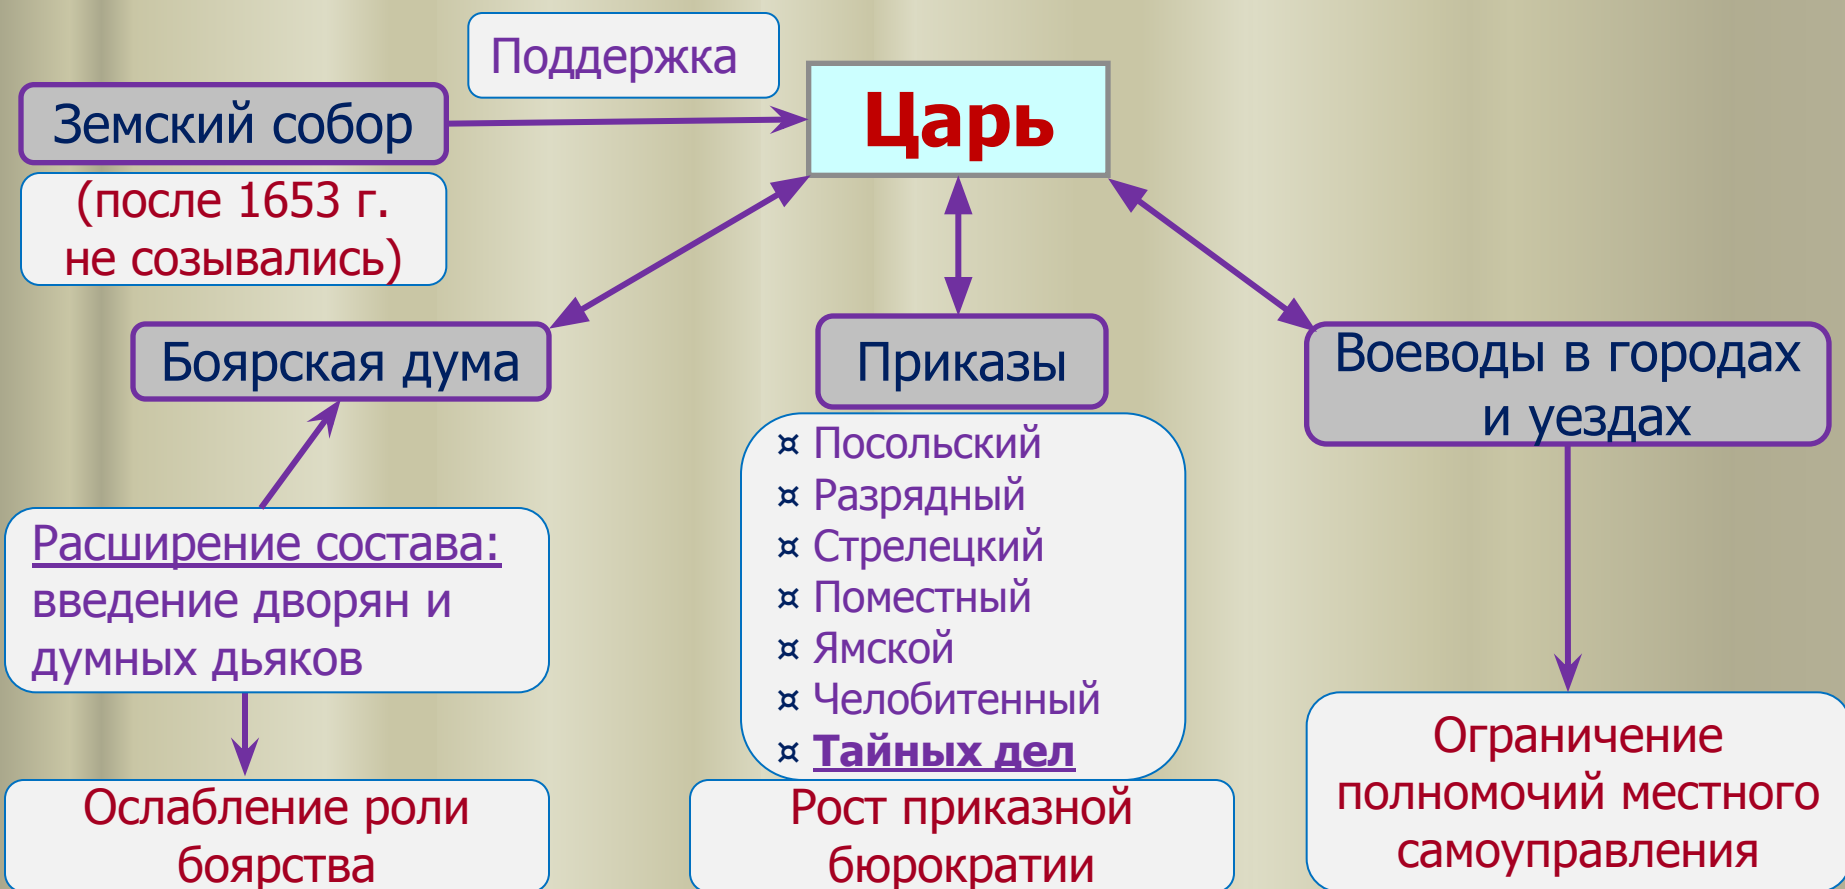 Поддержка
Земский собор
Царь
(после 1653 г.
не созывались)
Боярская дума
Приказы
Воеводы в городах
и уездах
¤ Посольский
¤ Разрядный
¤ Стрелецкий
¤ Поместный
¤ Ямской
¤ Челобитенный
¤ Тайных дел
Расширение состава:
введение дворян и
думных дьяков
Ослабление роли
боярства
Рост приказной
бюрократии
Ограничение
полномочий местного
самоуправления